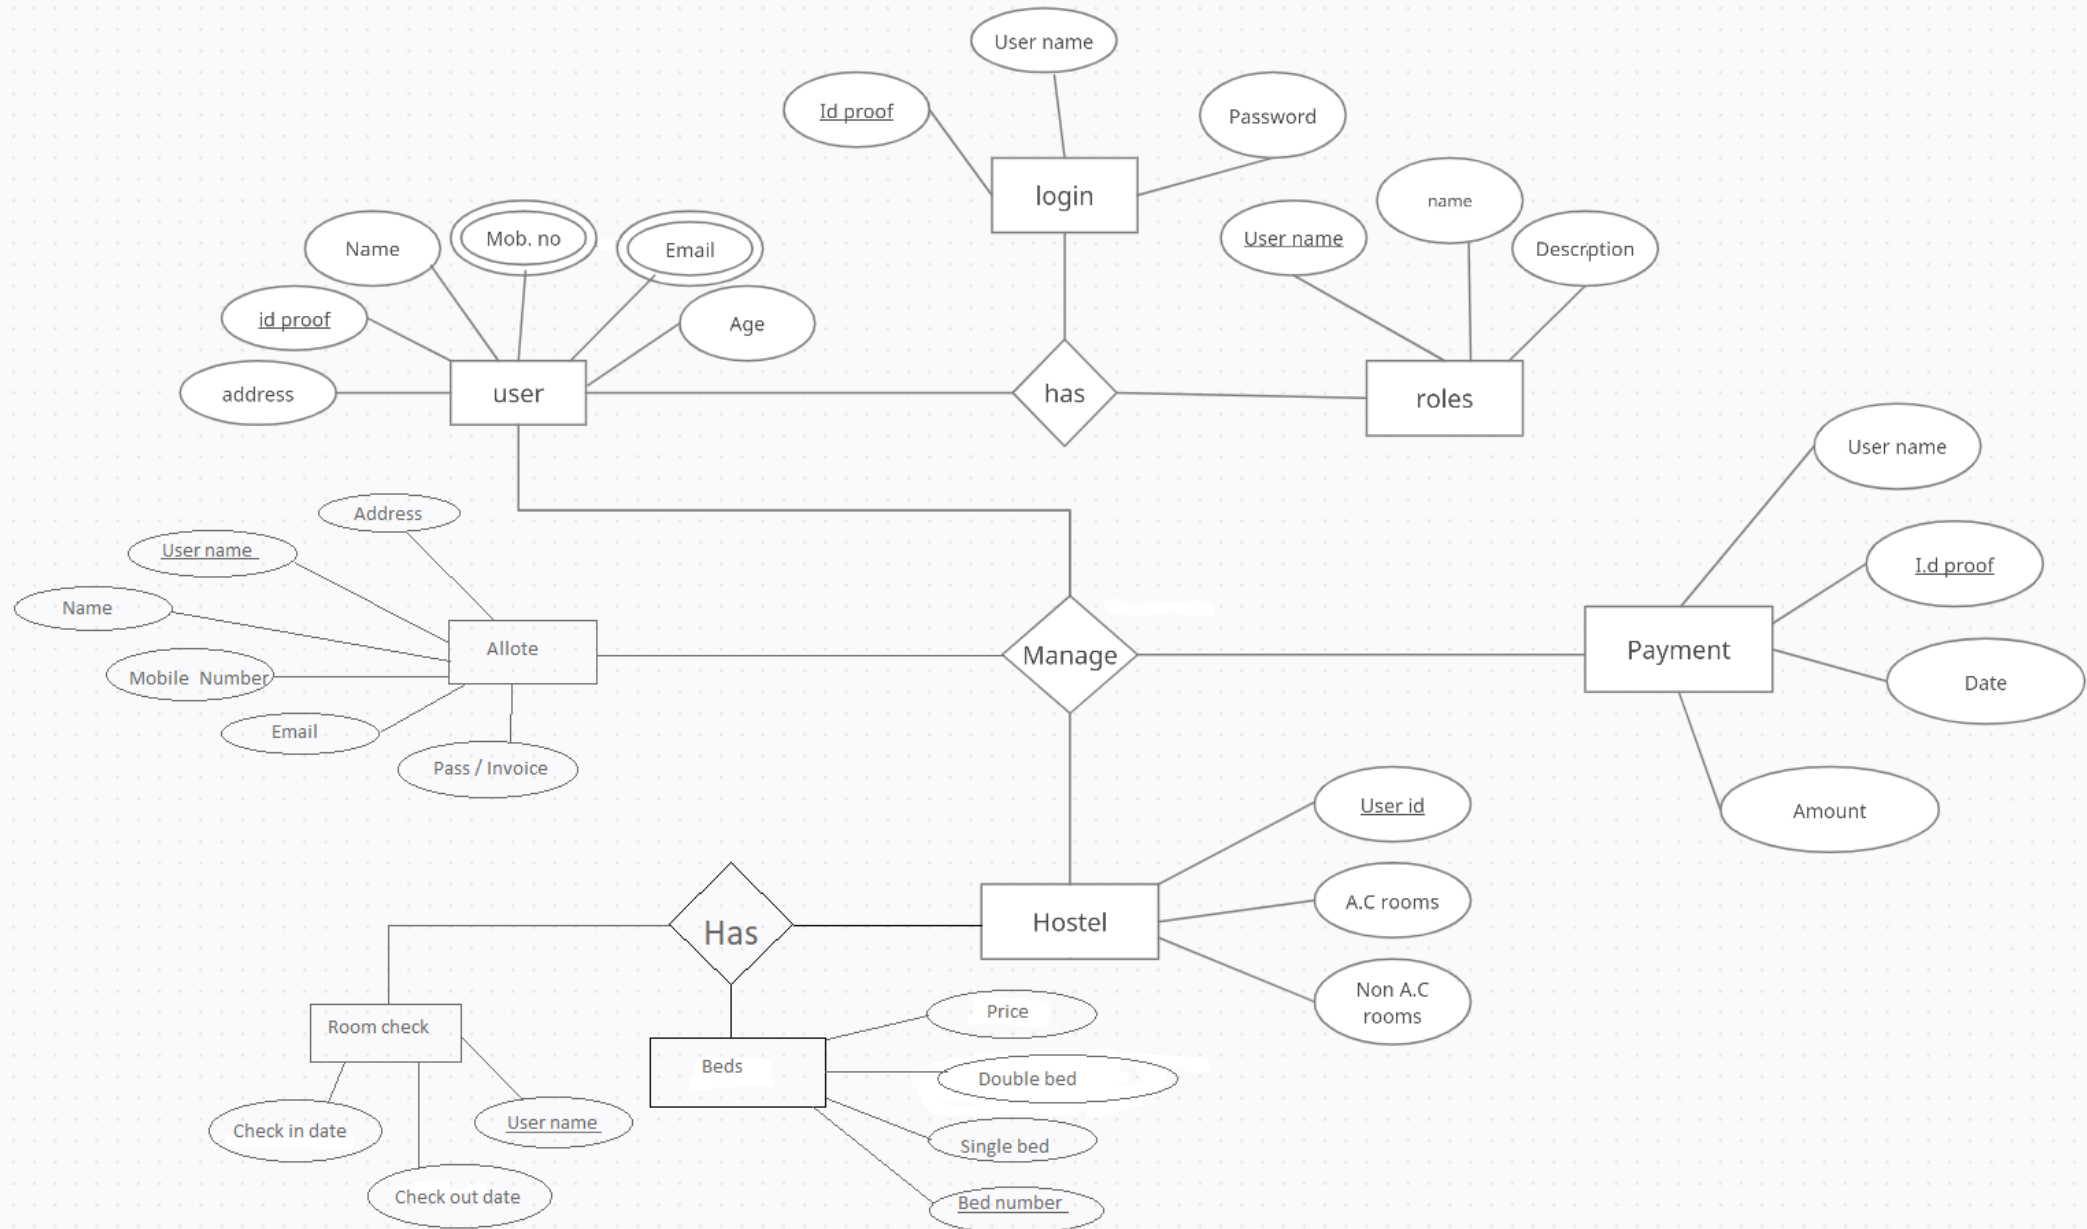 User name
Id proof
Password
login
Name
Mob. no
Email
User name
name
Description
id proof
Age
address
user
has
roles
User name
Address
User name
I.d proof
Name
Allote
Manage
Payment
Mobile Number
Date
Email
Pass / Invoice
User id
Amount
A.C rooms
Has
Hostel
Non A.C
rooms
Price
Room check
Beds
Double bed
Check in date
User name
Single bed
Check out date
Bed number